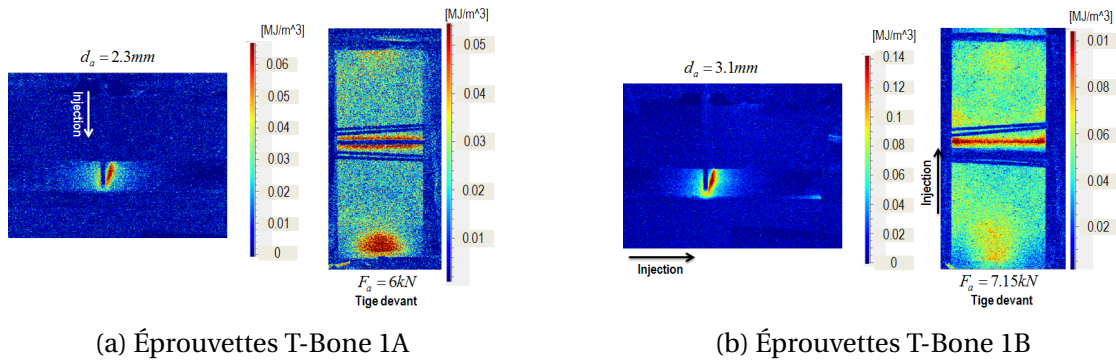 [MJ/m^3]
d_a = 2.3mm
Injection
0.06
0.05
0.04
0.03
0.02
0.01
0
[MJ/m^3]
0.05
0.04
0.03
0.02
0.01
F_a = 6kN
Tige devant
(a) Éprouvettes T-Bone 1A
[MJ/m^3]
d_a = 3.1mm
Injection
0.14
0.12
0.1
0.08
0.06
0.04
0.02
0
[MJ/m^3]
0.01
0.08
0.06
0.04
0.02
Injection
F_a = 7.15kN
Tige devant
(b) Éprouvettes T-Bone 1B